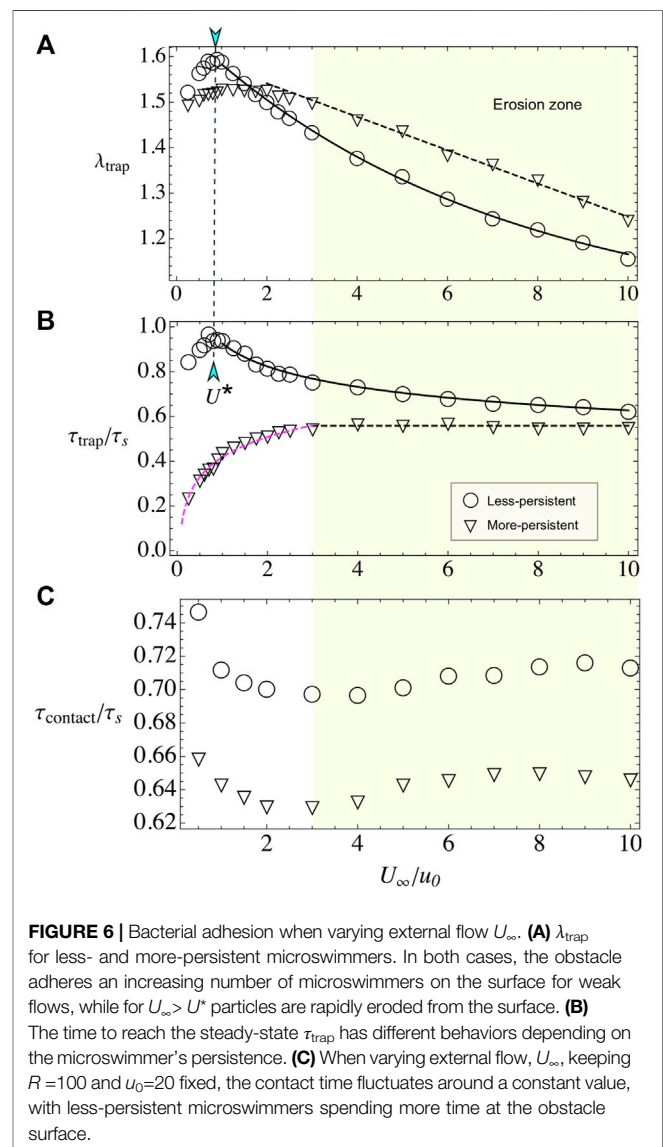 A
1.6
1.5
1.4
1.3
1.2
λtrap
Erosion zone
0 2 4 6 8 10
B
1.0
0.8
0.6
0.4
0.2
0.0
τtrap/τs
U*
Less-persistent
More-persistent
0 2 4 6 8 10
C
0.74
0.72
0.70
0.68
0.66
0.64
0.62
τcontact/τs
2 4 6 8 10
U∞/u0
FIGURE 6 | Bacterial adhesion when varying external flow U∞. (A) λtrap
for less- and more-persistent microswimmers. In both cases, the obstacle
adheres an increasing number of microswimmers on the surface for weak
flows, while for U∞> U* particles are rapidly eroded from the surface. (B)
The time to reach the steady-state τtrap has different behaviors depending on
the microswimmer's persistence. (C) When varying external flow, U∞, keeping
R =100 and u0=20 fixed, the contact time fluctuates around a constant value,
with less-persistent microswimmers spending more time at the obstacle
surface.